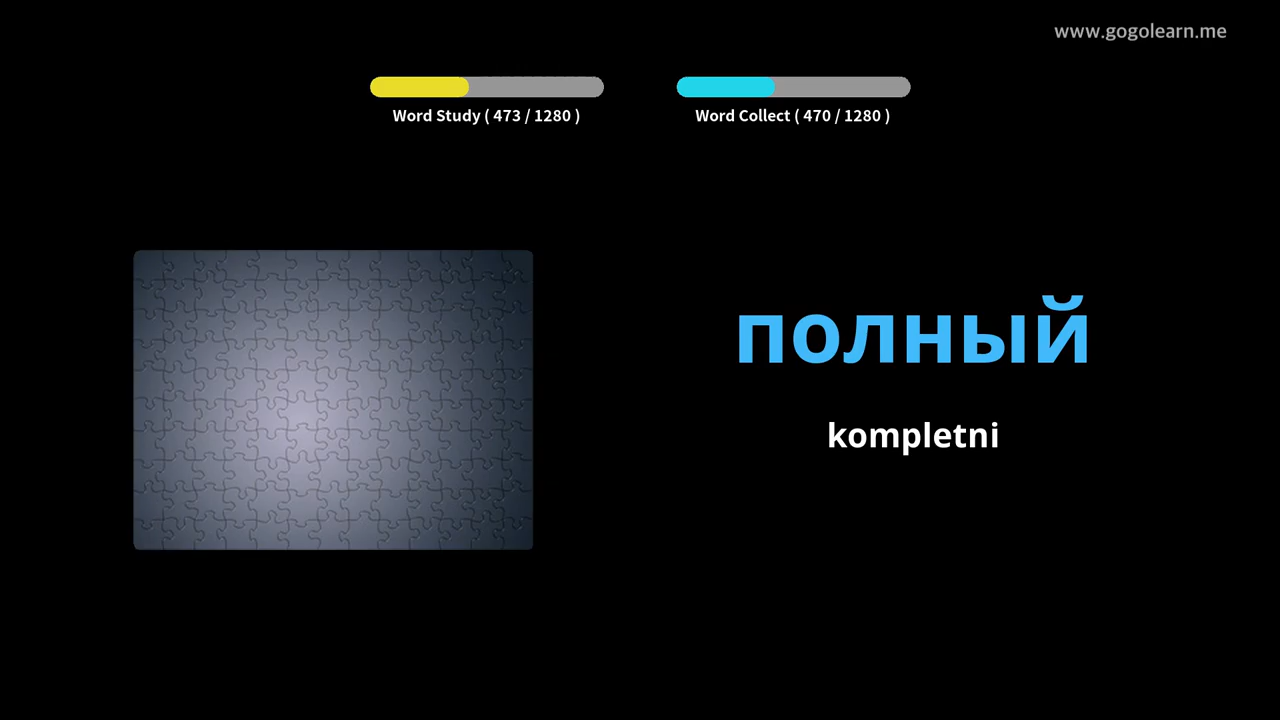 www.gogolearn.me
Word Study ( 473 / 1280 )
Word Collect ( 470 / 1280 )
полный
kompletni